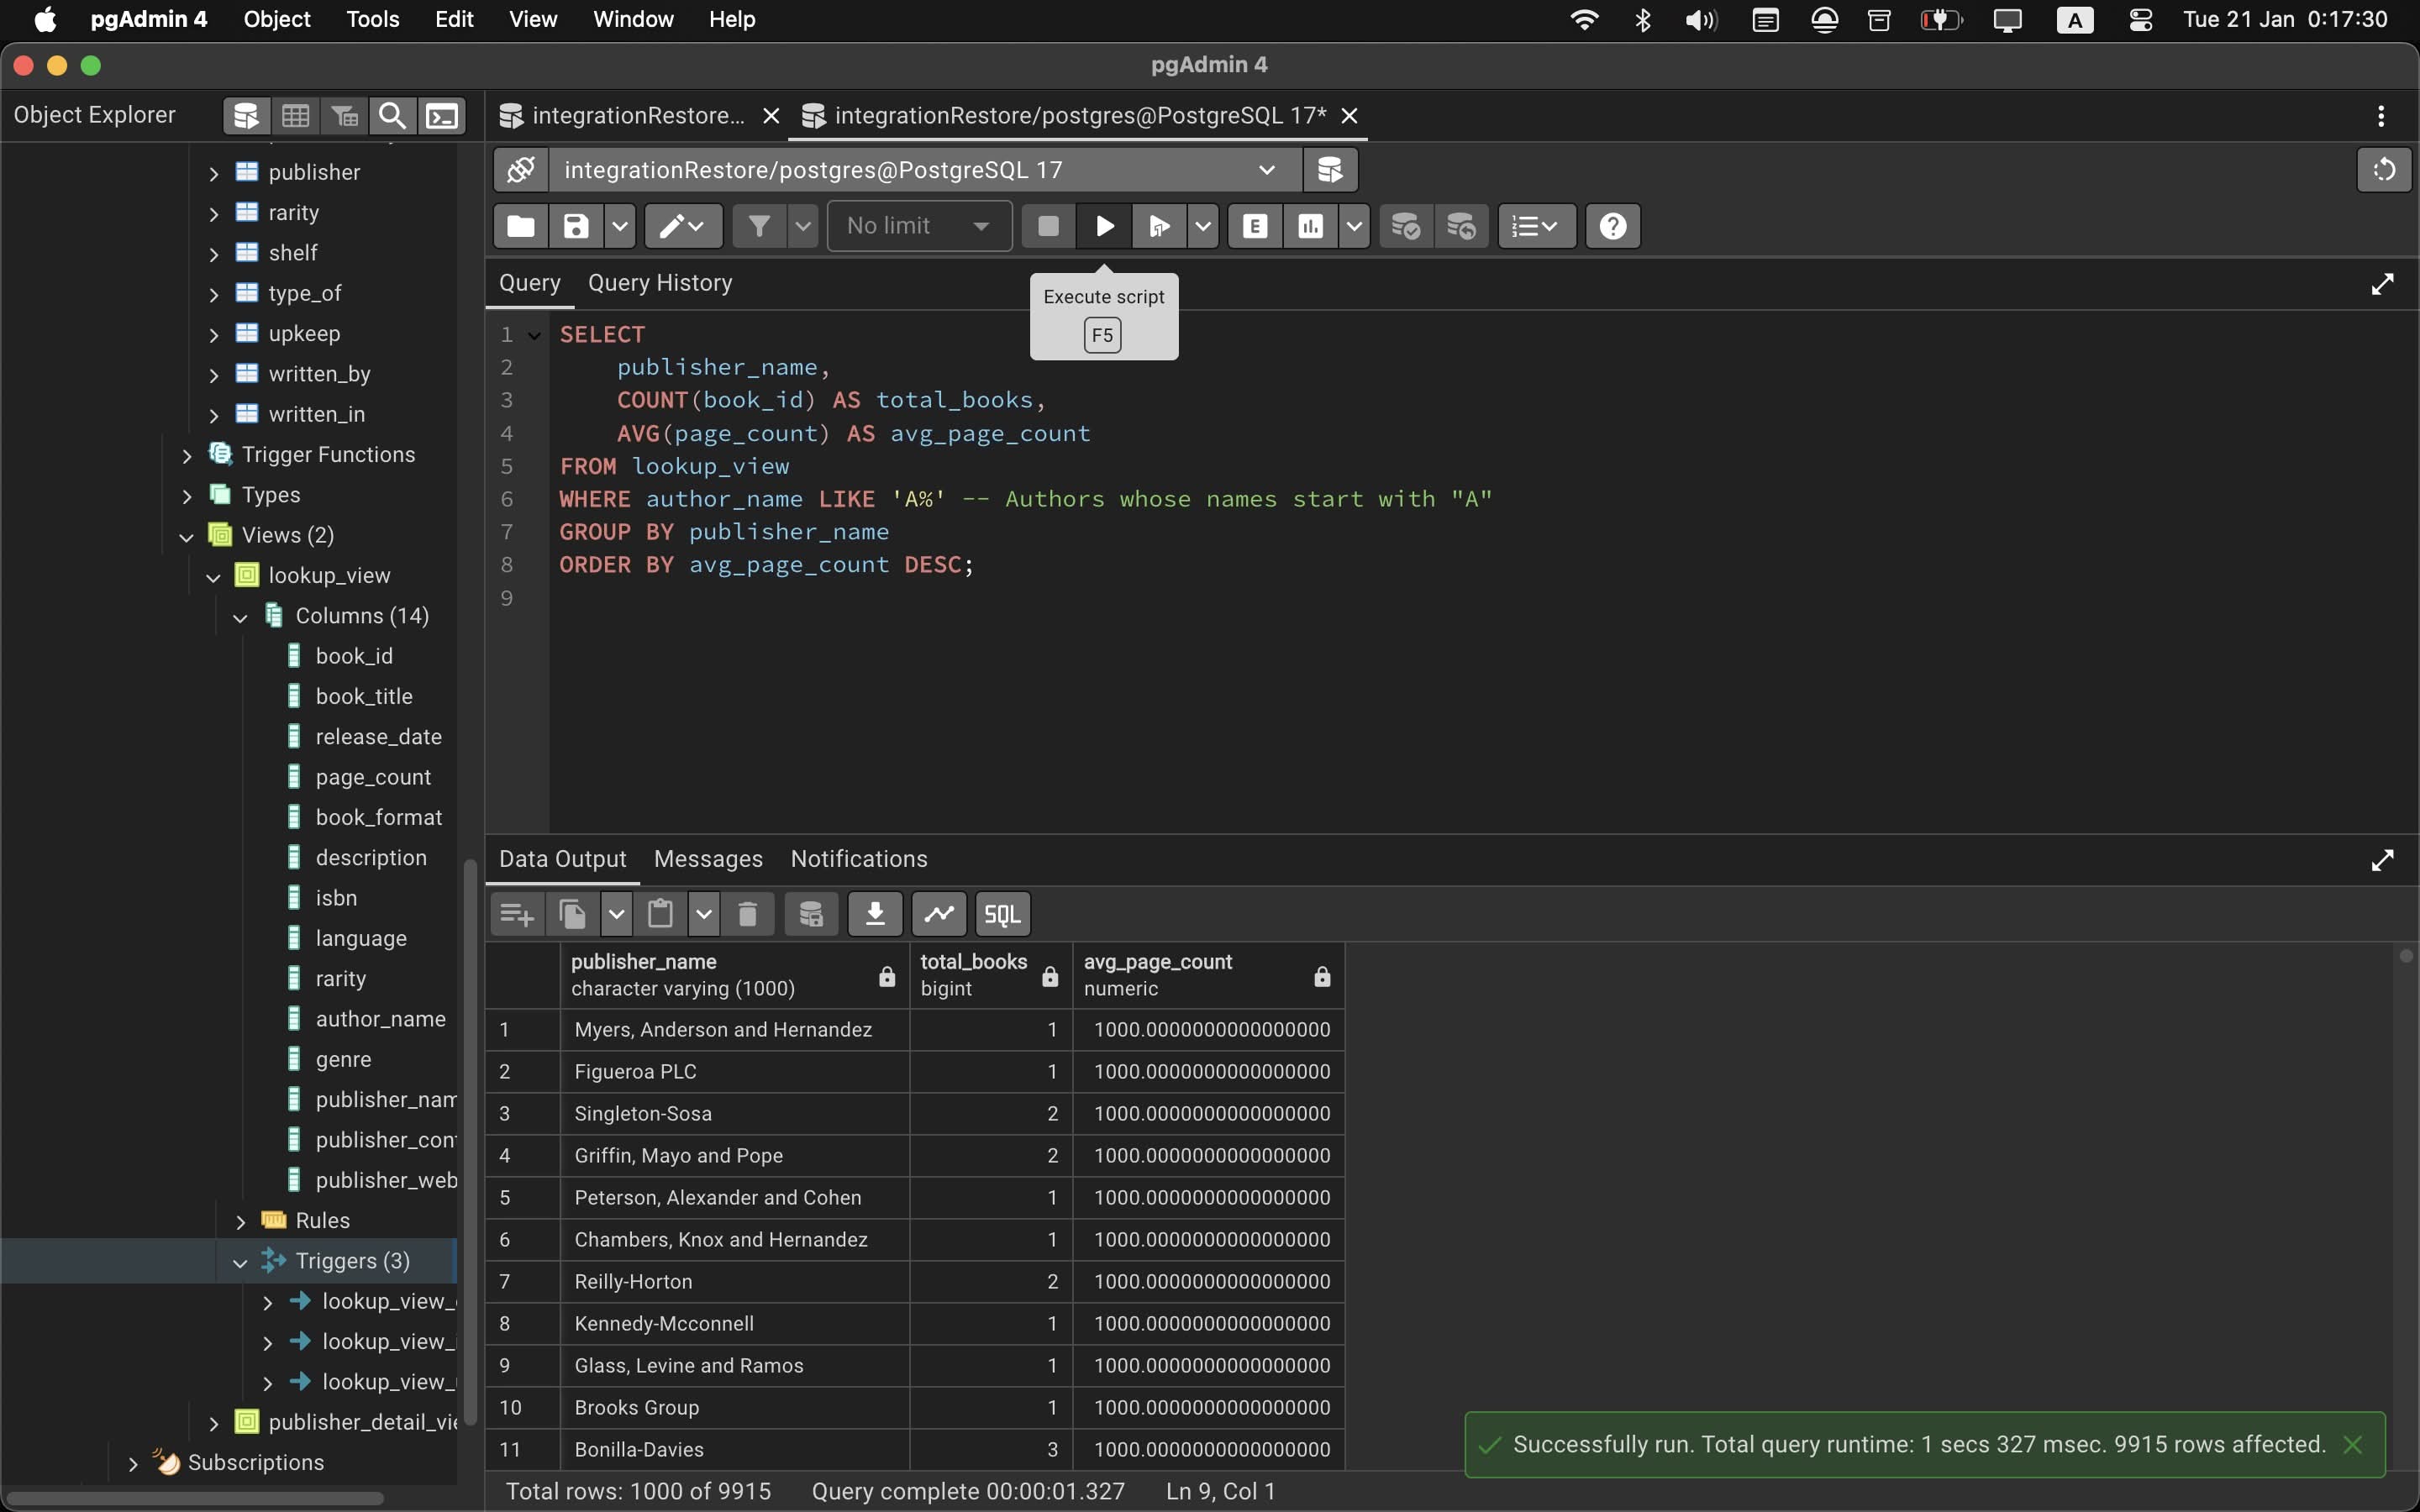 pgAdmin 4 Object Tools Edit View Window Help A Tue 21 Jan 0:17:30
pgAdmin 4
Object Explorer
publisher
rarity
shelf
type_of
upkeep
written_by
written_in
Trigger Functions
Types
Views (2)
lookup_view
Columns (14)
book_id
book_title
release_date
page_count
book_format
description
isbn
language
rarity
author_name
genre
publisher_nam
publisher_con
publisher_web
Rules
Triggers (3)
lookup_view_
lookup_view_
lookup_view_
publisher_detail_vie
Subscriptions
integrationRestore... integrationRestore/postgres@PostgreSQL 17*
integrationRestore/postgres@PostgreSQL 17
No limit E
Query Query History
Execute script
F5
1 SELECT
2 publisher_name,
3 COUNT(book_id) AS total_books,
4 AVG(page_count) AS avg_page_count
5 FROM lookup_view
6 WHERE author_name LIKE 'A%' -- Authors whose names start with "A"
7 GROUP BY publisher_name
8 ORDER BY avg_page_count DESC;
9
Data Output Messages Notifications
SQL
publisher_name total_books avg_page_count
character varying (1000) bigint numeric
1 Myers, Anderson and Hernandez 1 1000.0000000000000000
2 Figueroa PLC 1 1000.0000000000000000
3 Singleton-Sosa 2 1000.0000000000000000
4 Griffin, Mayo and Pope 2 1000.0000000000000000
5 Peterson, Alexander and Cohen 1 1000.0000000000000000
6 Chambers, Knox and Hernandez 1 1000.0000000000000000
7 Reilly-Horton 2 1000.0000000000000000
8 Kennedy-Mcconnell 1 1000.0000000000000000
9 Glass, Levine and Ramos 1 1000.0000000000000000
10 Brooks Group 1 1000.0000000000000000
11 Bonilla-Davies 3 1000.0000000000000000
Successfully run. Total query runtime: 1 secs 327 msec. 9915 rows affected.
Total rows: 1000 of 9915 Query complete 00:00:01.327 Ln 9, Col 1